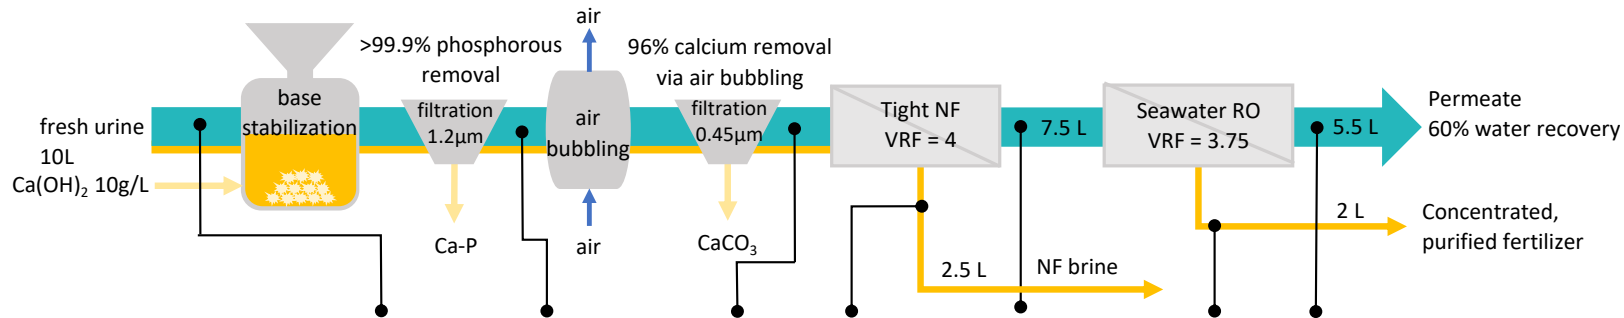 fresh urine
10L
Ca(OH)₂ 10g/L
base
stabilization
>99.9% phosphorous
removal
filtration
1.2µm
Ca-P
air
air
bubbling
air
96% calcium removal
via air bubbling
filtration
0.45µm
CaCO₃
Tight NF
VRF = 4
2.5 L
NF brine
7.5 L
Seawater RO
VRF = 3.75
5.5 L
2 L
Permeate
60% water recovery
Concentrated,
purified fertilizer